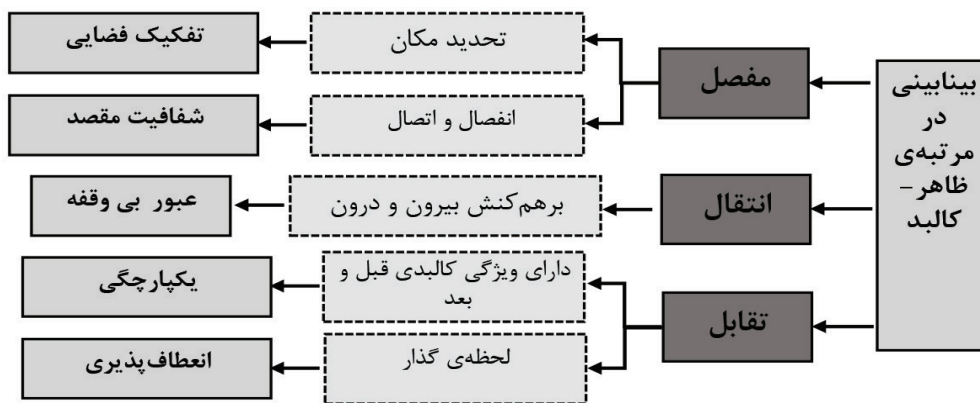 بینابینی
در
مرتبه‌ی
ظاهر–
کالبد
مفصل
تحدید مکان
تفکیک فضایی
انفصال و اتصال
شفافیت مقصد
انتقال
برهم‌کنش بیرون و درون
عبور بی وقفه
تقابل
دارای ویژگی کالبدی قبل و
بعد
یکپارچگی
لحظه‌ی گذار
انعطاف‌پذیری